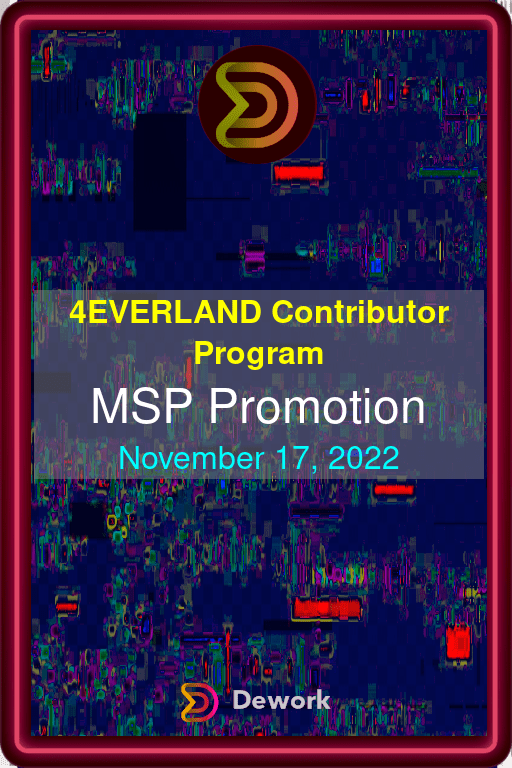 4EVERLAND Contributor
Program
MSP Promotion
November 17, 2022
Dework